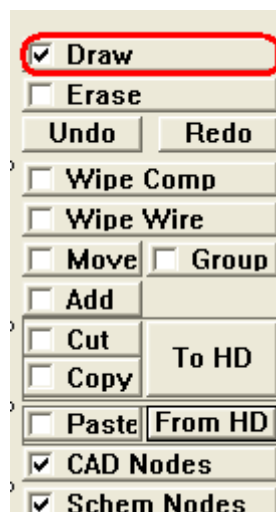 Draw
Erase
Undo Redo
Wipe Comp
Wipe Wire
Move Group
Add
Cut
To HD
Copy
Paste From HD
CAD Nodes
Schem Nodes